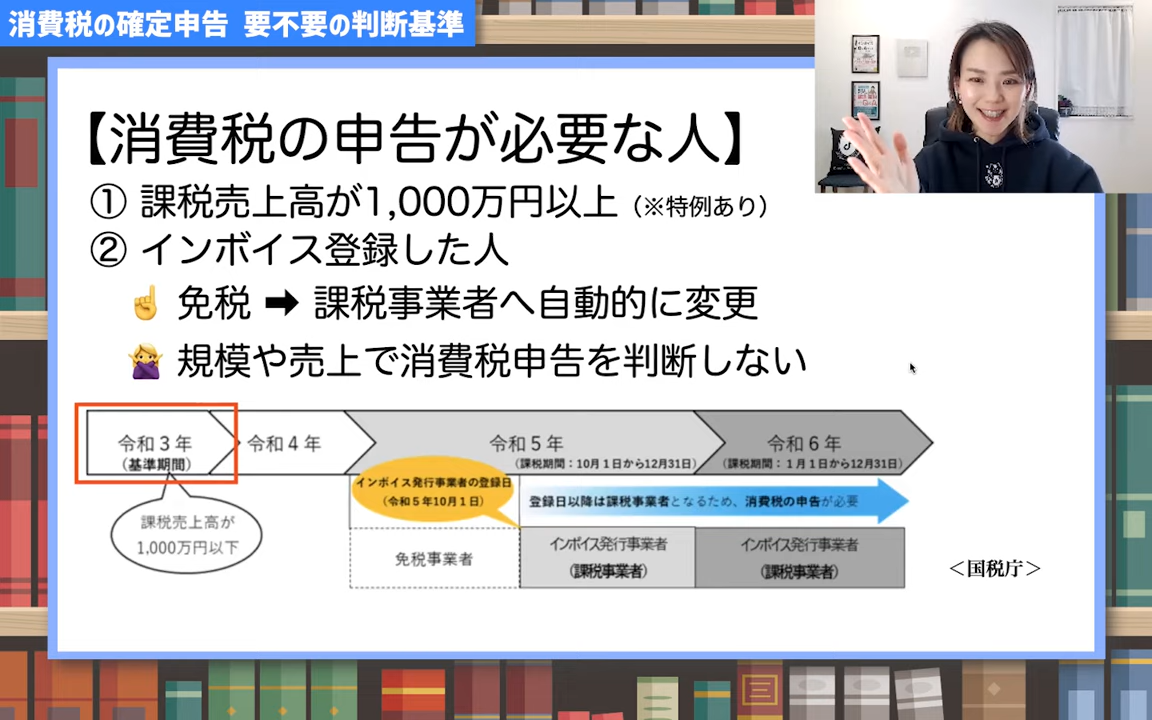 消費税の確定申告 要不要の判断基準
【消費税の申告が必要な人】
① 課税売上高が1,000万円以上（※特例あり）
② インボイス登録した人
☝ 免税 ➡ 課税事業者へ自動的に変更
🙅‍♀️ 規模や売上で消費税申告を判断しない
令和３年
（基準期間）
令和４年
令和５年
（課税期間：10月１日から12月31日）
令和６年
（課税期間：１月１日から12月31日）
インボイス発行事業者の登録日
（令和５年10月１日）
登録日以降は課税事業者となるため、消費税の申告が必要
課税売上高が
1,000万円以下
免税事業者
インボイス発行事業者
（課税事業者）
インボイス発行事業者
（課税事業者）
＜国税庁＞